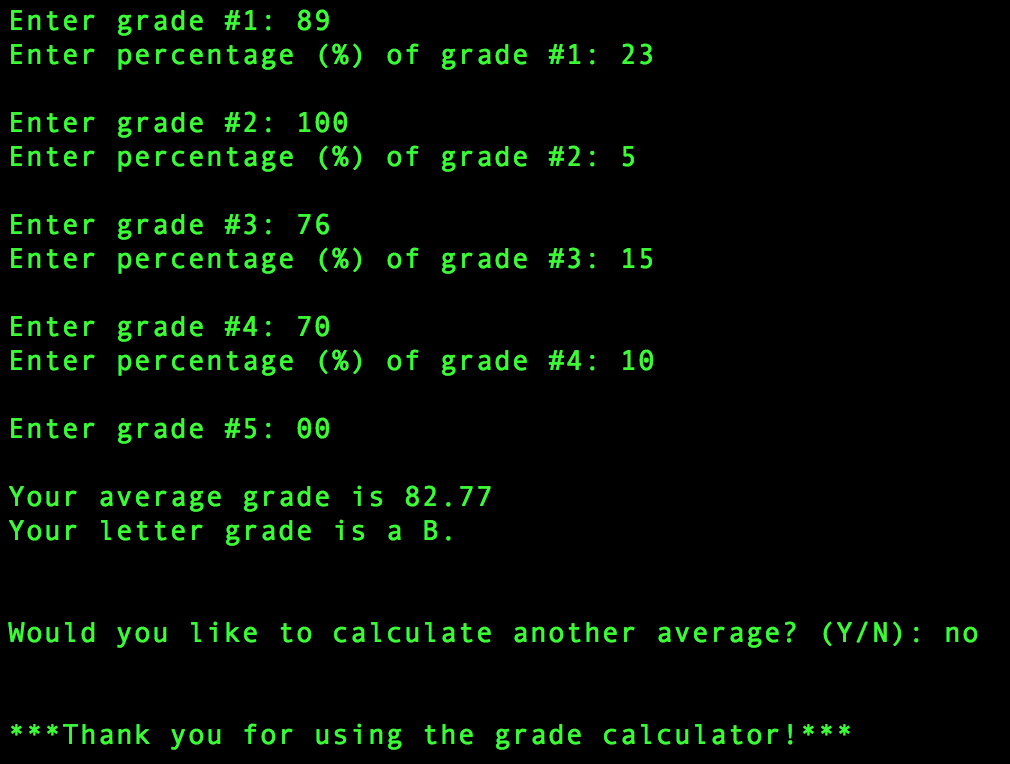 Enter grade #1: 89
Enter percentage (%) of grade #1: 23
Enter grade #2: 100
Enter percentage (%) of grade #2: 5
Enter grade #3: 76
Enter percentage (%) of grade #3: 15
Enter grade #4: 70
Enter percentage (%) of grade #4: 10
Enter grade #5: 00
Your average grade is 82.77
Your letter grade is a B.
Would you like to calculate another average? (Y/N): no
***Thank you for using the grade calculator!***